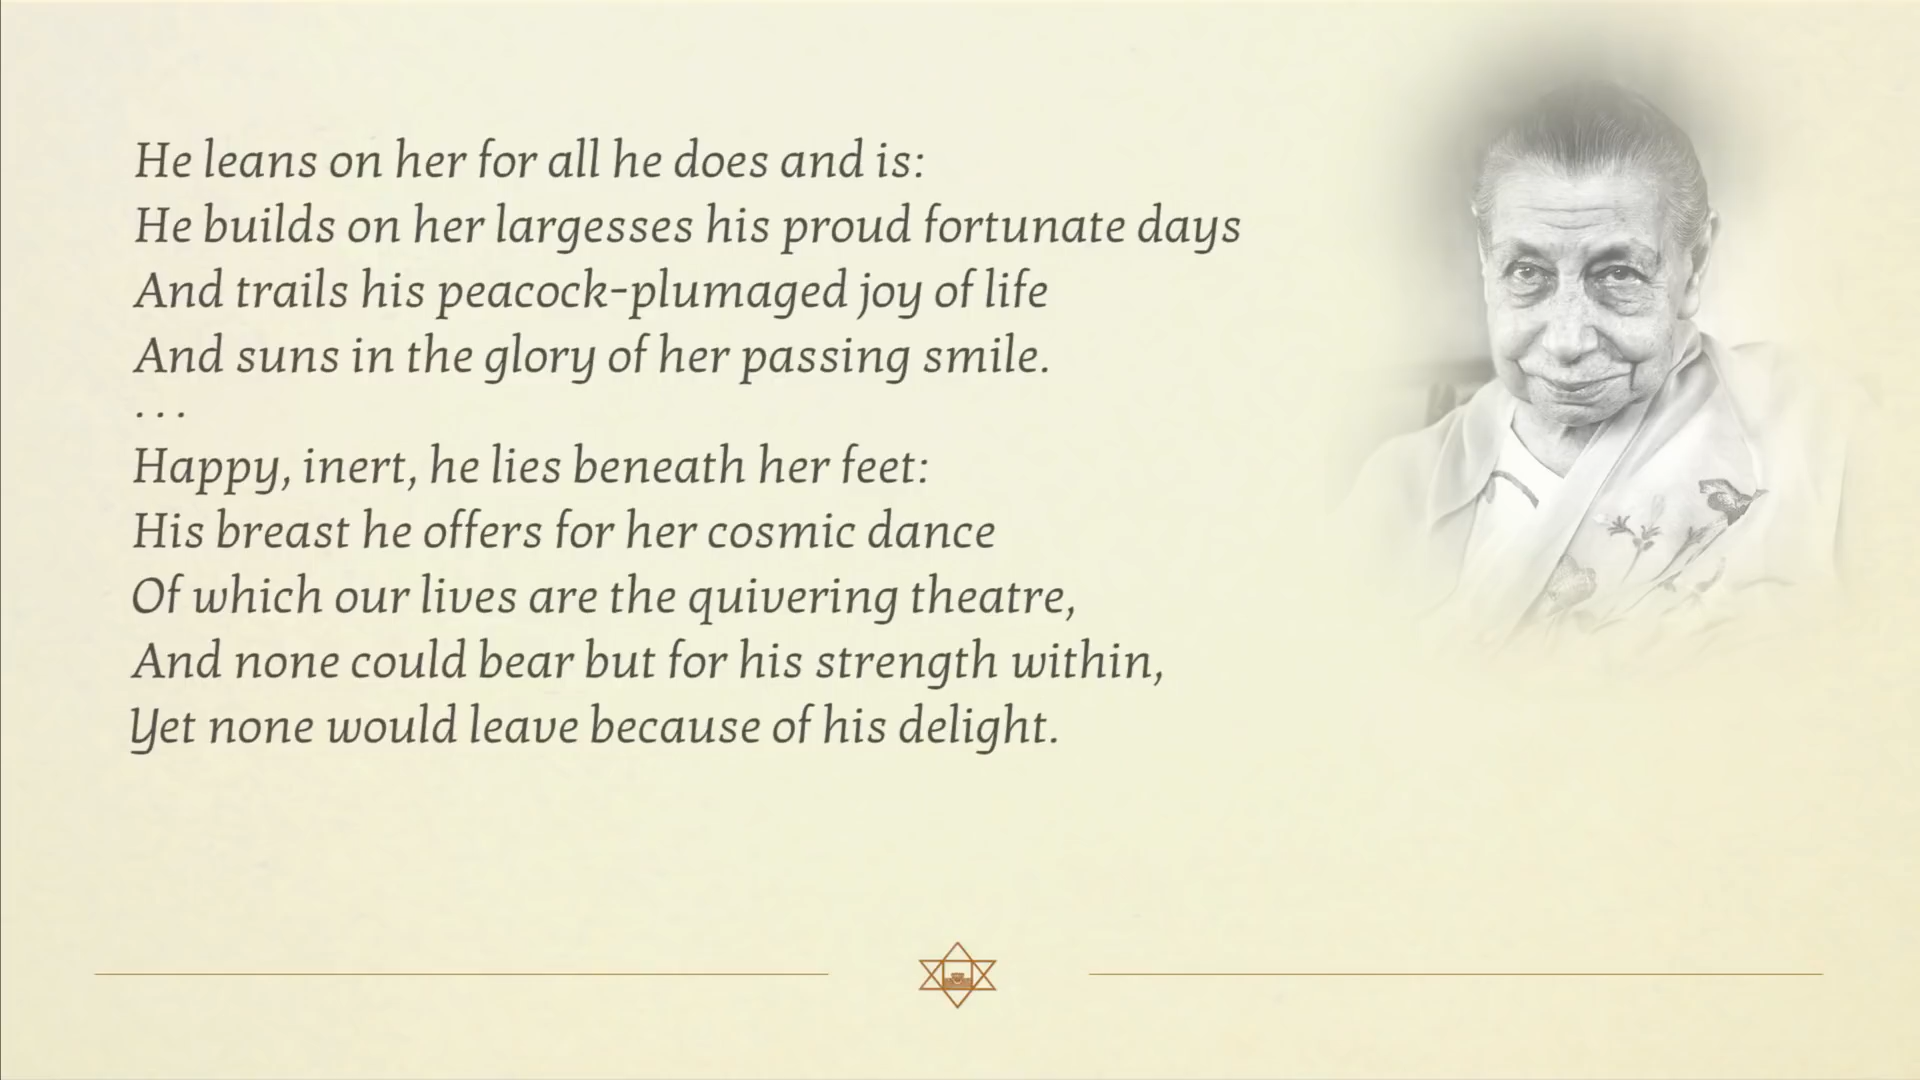 He leans on her for all he does and is:
He builds on her largesses his proud fortunate days
And trails his peacock-plumaged joy of life
And suns in the glory of her passing smile.
. . .
Happy, inert, he lies beneath her feet:
His breast he offers for her cosmic dance
Of which our lives are the quivering theatre,
And none could bear but for his strength within,
Yet none would leave because of his delight.